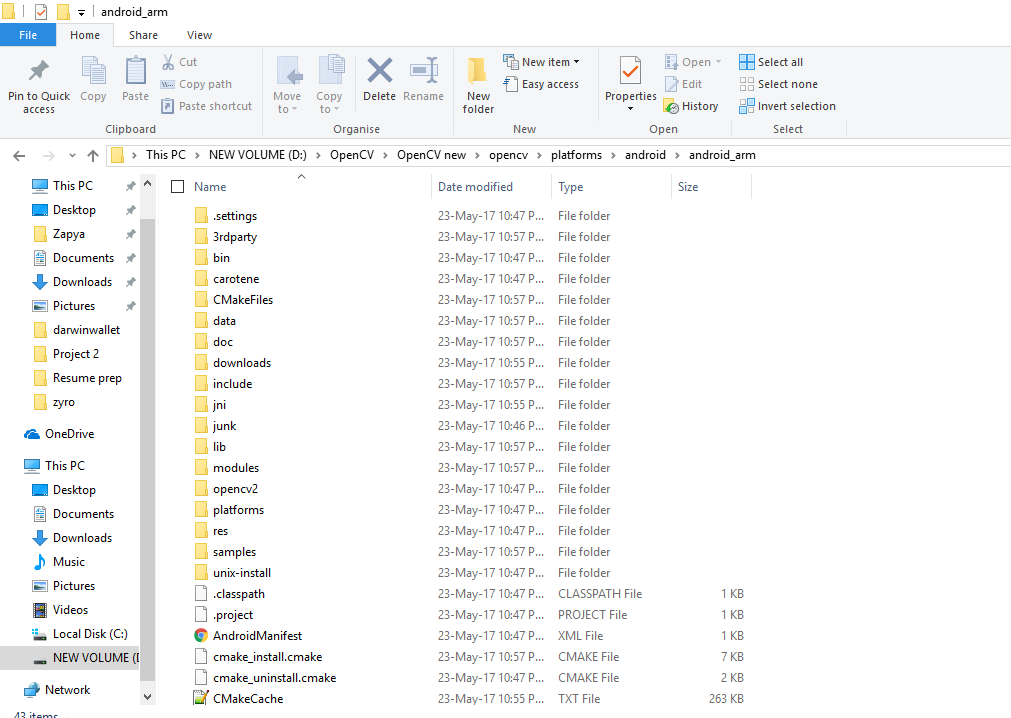 android_arm
File Home Share View
Pin to Quick access
Copy
Paste
Cut
Copy path
Paste shortcut
Clipboard
Move to
Copy to
Delete
Rename
Organise
New folder
New item
Easy access
New
Properties
Open
Edit
History
Open
Select all
Select none
Invert selection
Select
This PC > NEW VOLUME (D:) > OpenCV > OpenCV new > opencv > platforms > android > android_arm
This PC
Desktop
Zapya
Documents
Downloads
Pictures
darwinwallet
Project 2
Resume prep
zyro
OneDrive
This PC
Desktop
Documents
Downloads
Music
Pictures
Videos
Local Disk (C:)
NEW VOLUME (
Network
Name Date modified Type Size
.settings 23-May-17 10:47 P... File folder
3rdparty 23-May-17 10:57 P... File folder
bin 23-May-17 10:47 P... File folder
carotene 23-May-17 10:47 P... File folder
CMakeFiles 23-May-17 10:57 P... File folder
data 23-May-17 10:57 P... File folder
doc 23-May-17 10:57 P... File folder
downloads 23-May-17 10:55 P... File folder
include 23-May-17 10:57 P... File folder
jni 23-May-17 10:55 P... File folder
junk 23-May-17 10:46 P... File folder
lib 23-May-17 10:57 P... File folder
modules 23-May-17 10:57 P... File folder
opencv2 23-May-17 10:47 P... File folder
platforms 23-May-17 10:47 P... File folder
res 23-May-17 10:47 P... File folder
samples 23-May-17 10:57 P... File folder
unix-install 23-May-17 10:47 P... File folder
.classpath 23-May-17 10:47 P... CLASSPATH File 1 KB
.project 23-May-17 10:47 P... PROJECT File 1 KB
AndroidManifest 23-May-17 10:47 P... XML File 1 KB
cmake_install.cmake 23-May-17 10:57 P... CMAKE File 7 KB
cmake_uninstall.cmake 23-May-17 10:47 P... CMAKE File 2 KB
CMakeCache 23-May-17 10:55 P... TXT File 263 KB
43 items